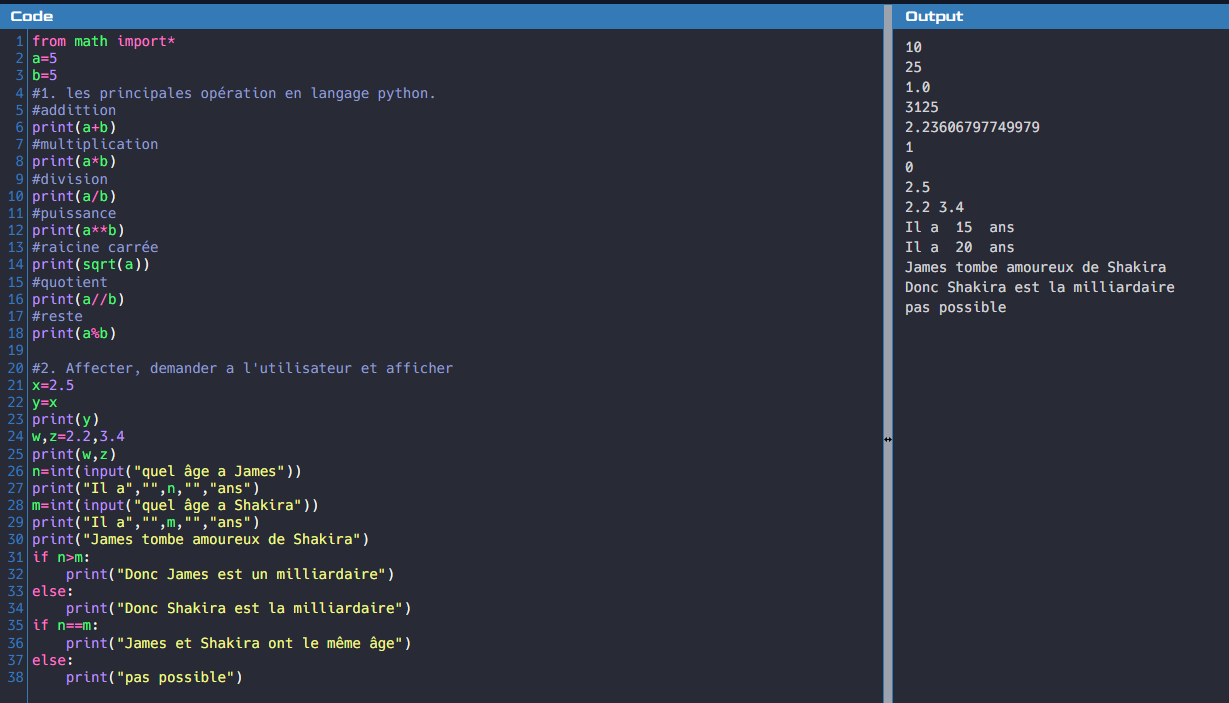 Code
1 from math import*
2 a=5
3 b=5
4 #1. les principales opération en langage python.
5 #addittion
6 print(a+b)
7 #multiplication
8 print(a*b)
9 #division
10 print(a/b)
11 #puissance
12 print(a**b)
13 #raicine carrée
14 print(sqrt(a))
15 #quotient
16 print(a//b)
17 #reste
18 print(a%b)
19
20 #2. Affecter, demander a l'utilisateur et afficher
21 x=2.5
22 y=x
23 print(y)
24 w,z=2.2,3.4
25 print(w,z)
26 n=int(input("quel âge a James"))
27 print("Il a","",n,"","ans")
28 m=int(input("quel âge a Shakira"))
29 print("Il a","",m,"","ans")
30 print("James tombe amoureux de Shakira")
31 if n>m:
32     print("Donc James est un milliardaire")
33 else:
34     print("Donc Shakira est la milliardaire")
35 if n==m:
36     print("James et Shakira ont le même âge")
37 else:
38     print("pas possible")
Output
10
25
1.0
3125
2.23606797749979
1
0
2.5
2.2 3.4
Il a  15  ans
Il a  20  ans
James tombe amoureux de Shakira
Donc Shakira est la milliardaire
pas possible